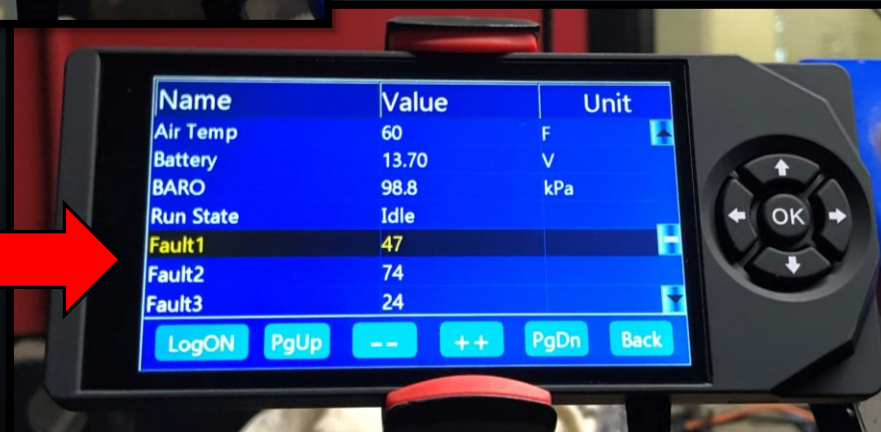 Name Value Unit
Air Temp 60 F
Battery 13.70 V
BARO 98.8 kPa
Run State Idle
Fault1 47
Fault2 74
Fault3 24
LogON PgUp -- ++ PgDn Back
OK